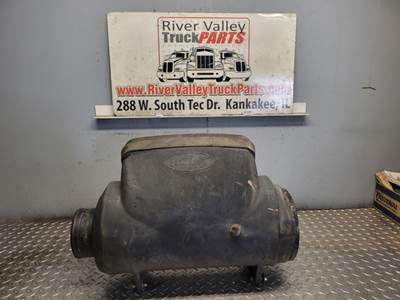 River Valley
TruckPARTS
www.RiverValleyTruckParts.com
288 W. South Tec Dr. Kankakee, IL